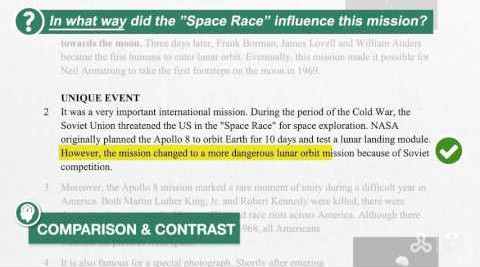 ?
In what way did the "Space Race" influence this mission?
towards the moon. Three days later, Frank Borman, James Lovell and William Anders
became the first humans to enter lunar orbit. Eventually, this mission made it possible for
Neil Armstrong to take the first footsteps on the moon in 1969.
UNIQUE EVENT
2 It was a very important international mission. During the period of the Cold War, the
Soviet Union threatened the US in the "Space Race" for space exploration. NASA
originally planned the Apollo 8 to orbit Earth for 10 days and test a lunar landing module.
However, the mission changed to a more dangerous lunar orbit mission because of Soviet
competition.
3 Moreover, the Apollo 8 mission marked a rare moment of unity during a difficult year in
America. Both Martin Luther King, Jr. and Robert Kennedy were killed, there were
and race riots across America. Although there
1968, all Americans
COMPARISON & CONTRAST
4 It is also famous for a special photograph. Shortly after entering